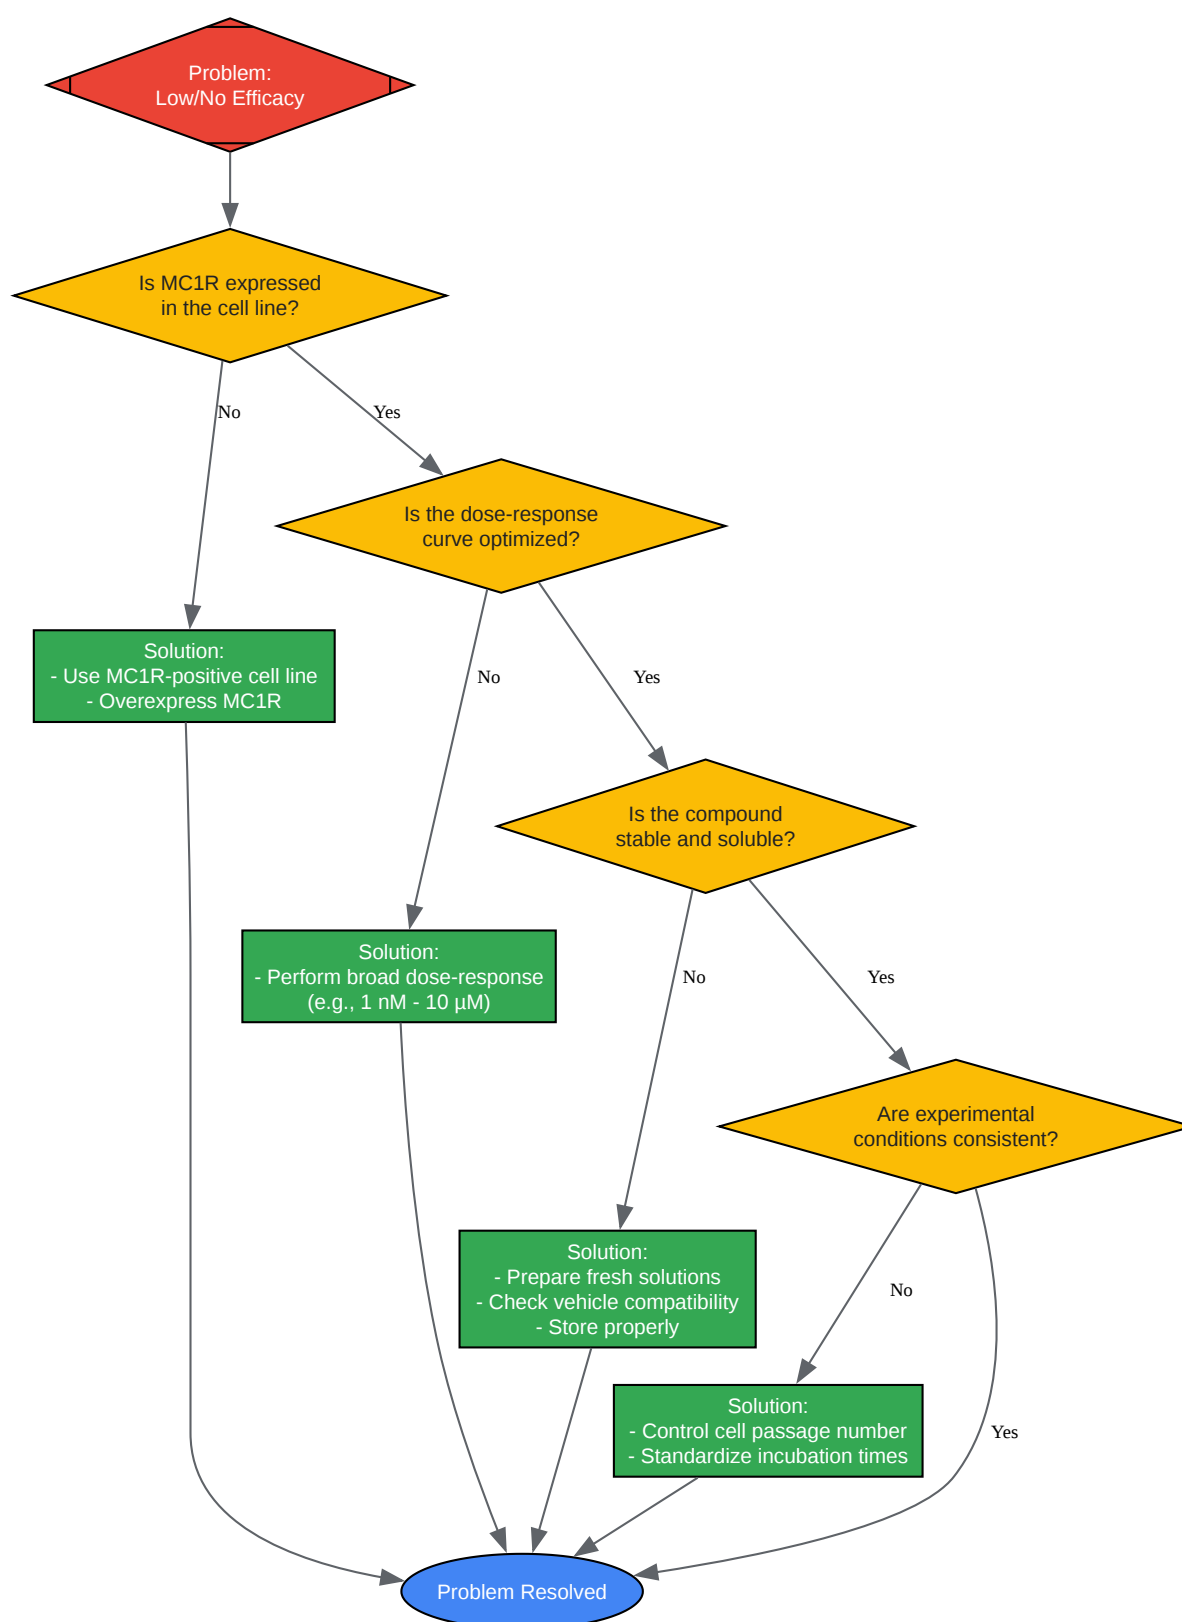 Problem:
Low/No Efficacy
Is MC1R expressed
in the cell line?
No
Yes
Is the dose-response
curve optimized?
Solution:
- Use MC1R-positive cell line
- Overexpress MC1R
No
Yes
Is the compound
stable and soluble?
Solution:
- Perform broad dose-response
(e.g., 1 nM - 10 µM)
No
Yes
Are experimental
conditions consistent?
Solution:
- Prepare fresh solutions
- Check vehicle compatibility
- Store properly
No
Solution:
- Control cell passage number
- Standardize incubation times
Yes
Problem Resolved